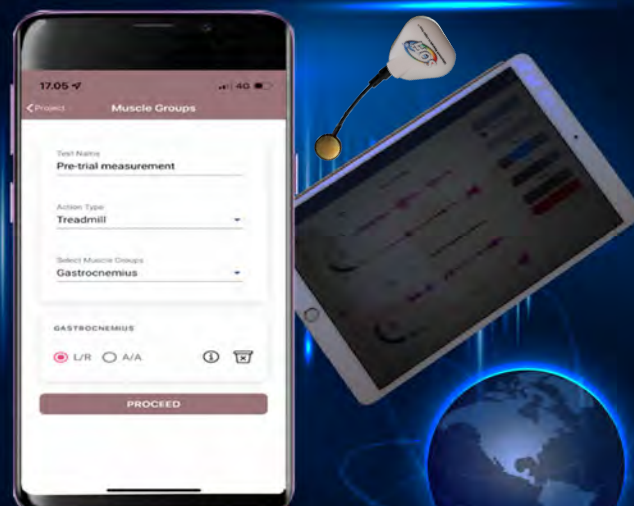 17.05 4G
Project Muscle Groups
Test Name
Pre-trial measurement
Action Type
Treadmill
Select Muscle Groups
Gastrocnemius
GASTROCNEMIUS
L/R A/A
PROCEED